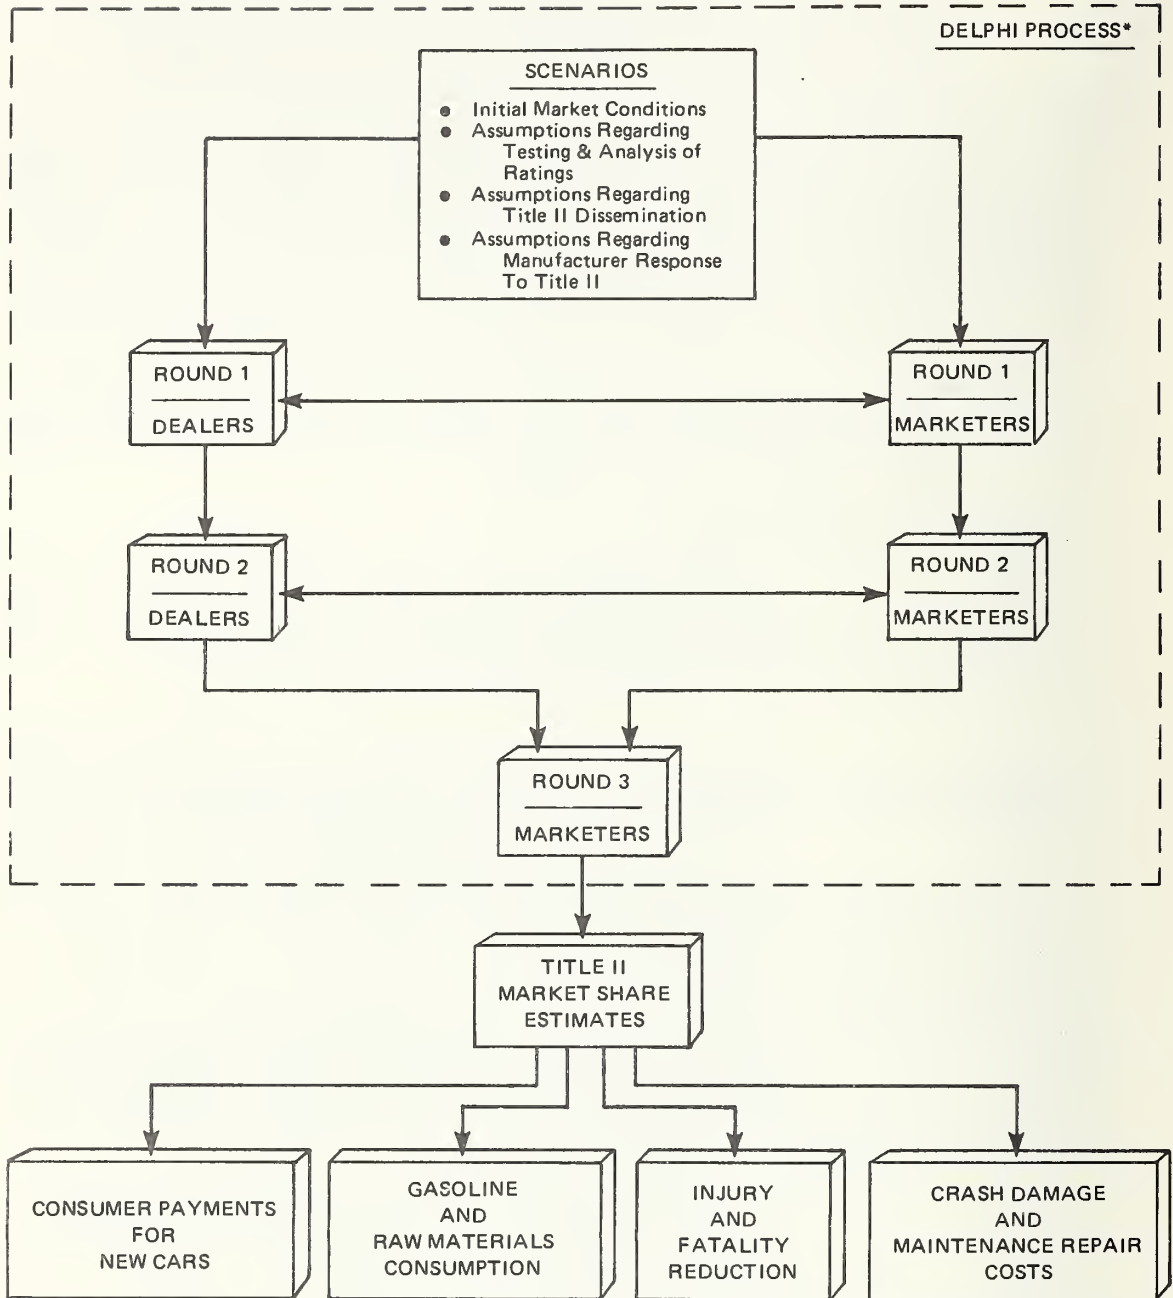 DELPHI PROCESS*
SCENARIOS
● Initial Market Conditions
● Assumptions Regarding
Testing & Analysis of
Ratings
● Assumptions Regarding
Title II Dissemination
● Assumptions Regarding
Manufacturer Response
To Title II
ROUND 1
DEALERS
ROUND 1
MARKETERS
ROUND 2
DEALERS
ROUND 2
MARKETERS
ROUND 3
MARKETERS
TITLE II
MARKET SHARE
ESTIMATES
CONSUMER PAYMENTS
FOR
NEW CARS
GASOLINE
AND
RAW MATERIALS
CONSUMPTION
INJURY
AND
FATALITY
REDUCTION
CRASH DAMAGE
AND
MAINTENANCE REPAIR
COSTS